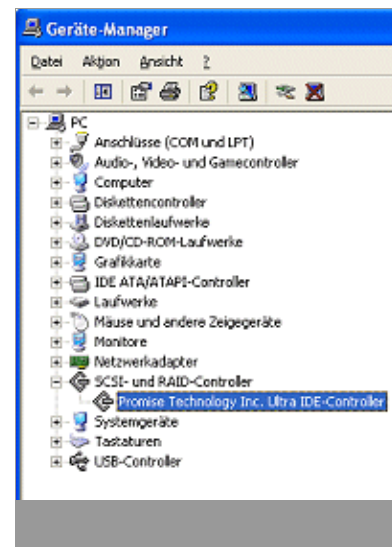 Geräte-Manager
Datei Aktion Ansicht ?
PC
Anschlüsse (COM und LPT)
Audio-, Video- und Gamecontroller
Computer
Diskettencontroller
Diskettenlaufwerke
DVD/CD-ROM-Laufwerke
Grafikkarte
IDE ATA/ATAPI-Controller
Laufwerke
Mäuse und andere Zeigegeräte
Monitore
Netzwerkadapter
SCSI- und RAID-Controller
Promise Technology Inc. Ultra IDE-Controller
Systemgeräte
Tastaturen
USB-Controller